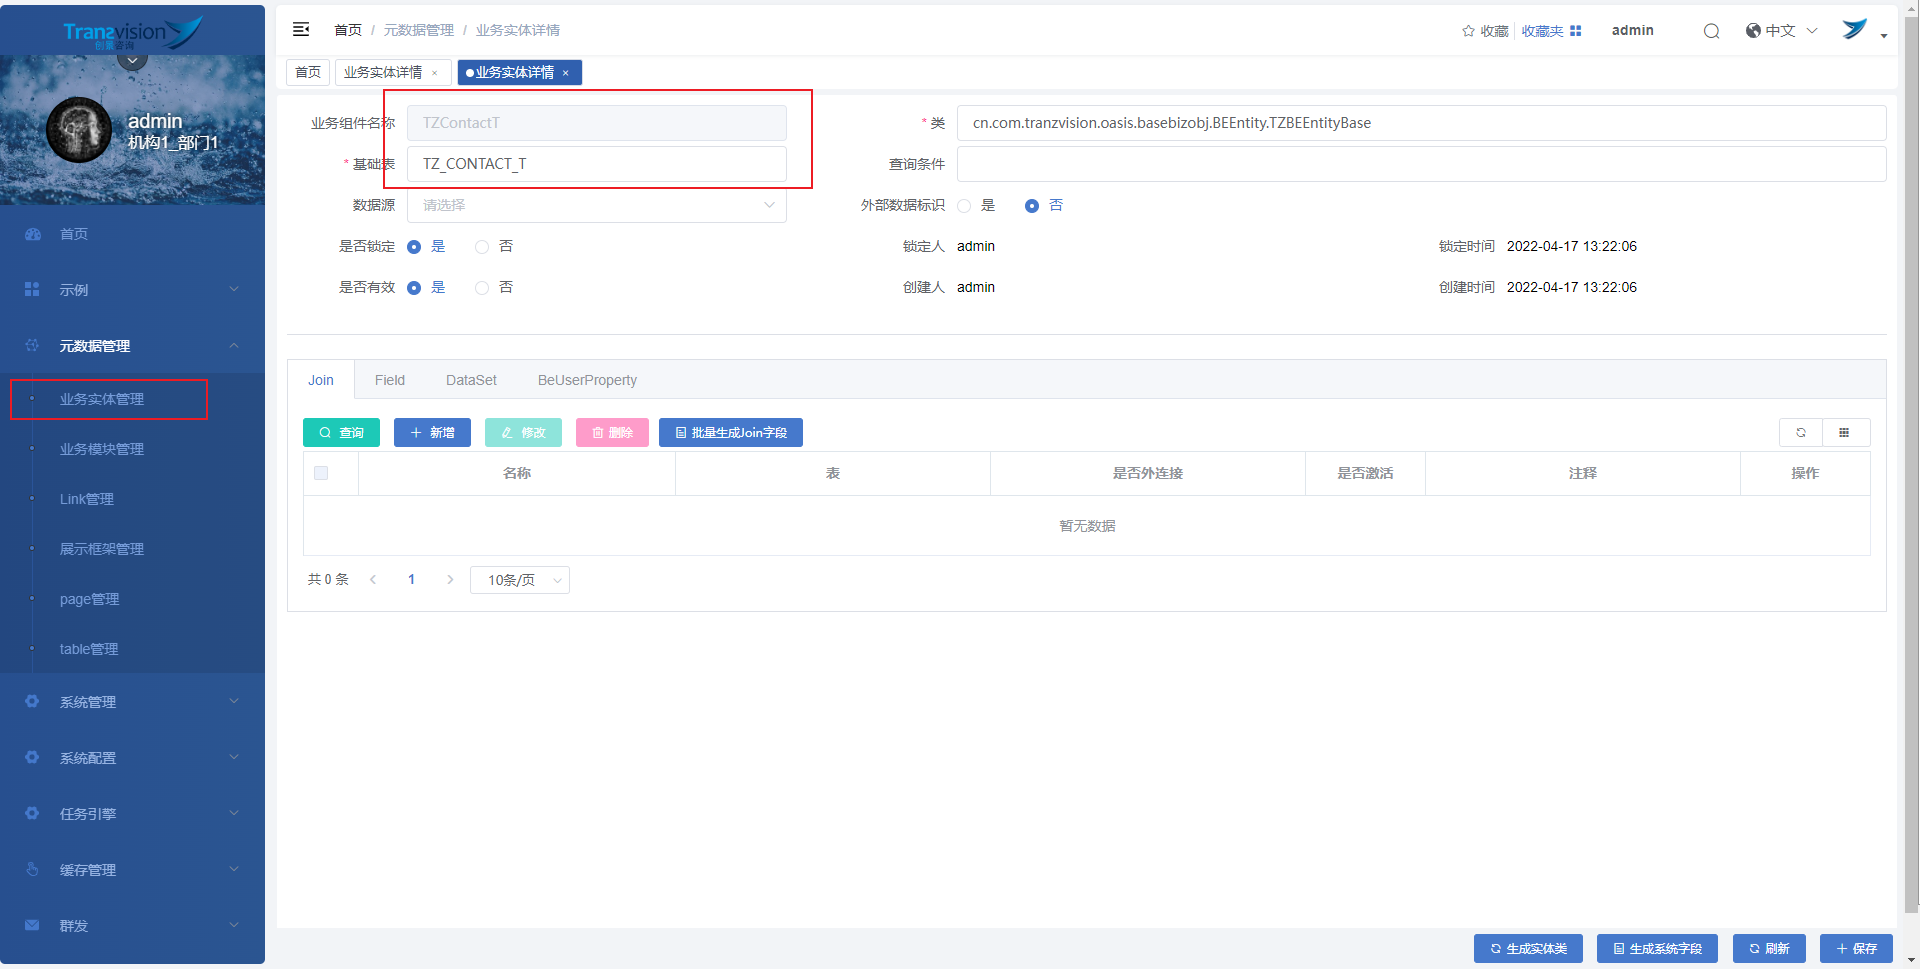 Tranzvision
创景咨询
admin
机构1_部门1
首页
示例
元数据管理
业务实体管理
业务模块管理
Link管理
展示框架管理
page管理
table管理
系统管理
系统配置
任务引擎
缓存管理
群发
首页 / 元数据管理 / 业务实体详情
收藏 收藏夹 admin 中文
首页 业务实体详情 × 业务实体详情 ×
业务组件名称 TZContactT * 类 cn.com.tranzvision.oasis.basebizobj.BEEntity.TZBEEntityBase
* 基础表 TZ_CONTACT_T 查询条件
数据源 请选择 外部数据标识 是 否
是否锁定 是 否 锁定人 admin 锁定时间 2022-04-17 13:22:06
是否有效 是 否 创建人 admin 创建时间 2022-04-17 13:22:06
Join Field DataSet BeUserProperty
查询 新增 修改 删除 批量生成Join字段
名称 表 是否外连接 是否激活 注释 操作
暂无数据
共 0 条 1 10条/页
生成实体类 生成系统字段 刷新 保存